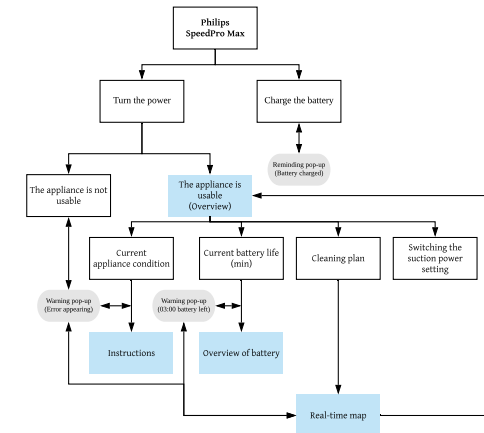 Philips
SpeedPro Max
Turn the power
Charge the battery
Reminding pop-up
(Battery charged)
The appliance is not
usable
The appliance is
usable
(Overview)
Current
appliance condition
Current battery life
(min)
Cleaning plan
Switching the
suction power
setting
Warning pop-up
(Error appearing)
Warning pop-up
(03:00 battery left)
Instructions
Overview of battery
Real-time map